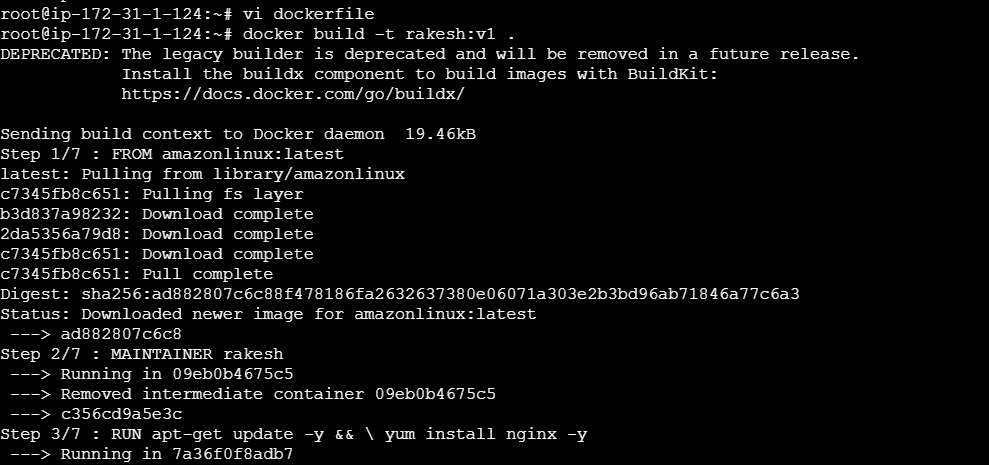 root@ip-172-31-1-124:~# vi dockerfile
root@ip-172-31-1-124:~# docker build -t rakesh:v1 .
DEPRECATED: The legacy builder is deprecated and will be removed in a future release.
            Install the buildx component to build images with BuildKit:
            https://docs.docker.com/go/buildx/

Sending build context to Docker daemon  19.46kB
Step 1/7 : FROM amazonlinux:latest
latest: Pulling from library/amazonlinux
c7345fb8c651: Pulling fs layer
b3d837a98232: Download complete
2da5356a79d8: Download complete
c7345fb8c651: Download complete
c7345fb8c651: Pull complete
Digest: sha256:ad882807c6c88f478186fa2632637380e06071a303e2b3bd96ab71846a77c6a3
Status: Downloaded newer image for amazonlinux:latest
 ---> ad882807c6c8
Step 2/7 : MAINTAINER rakesh
 ---> Running in 09eb0b4675c5
 ---> Removed intermediate container 09eb0b4675c5
 ---> c356cd9a5e3c
Step 3/7 : RUN apt-get update -y && \ yum install nginx -y
 ---> Running in 7a36f0f8adb7